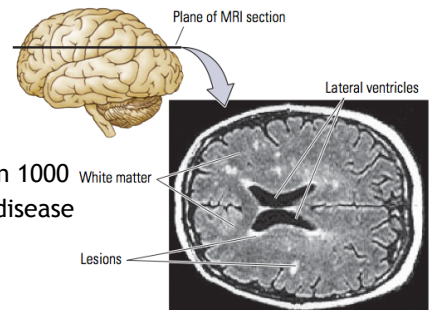 Plane of MRI section
Lateral ventricles
n 1000
disease
White matter
Lesions